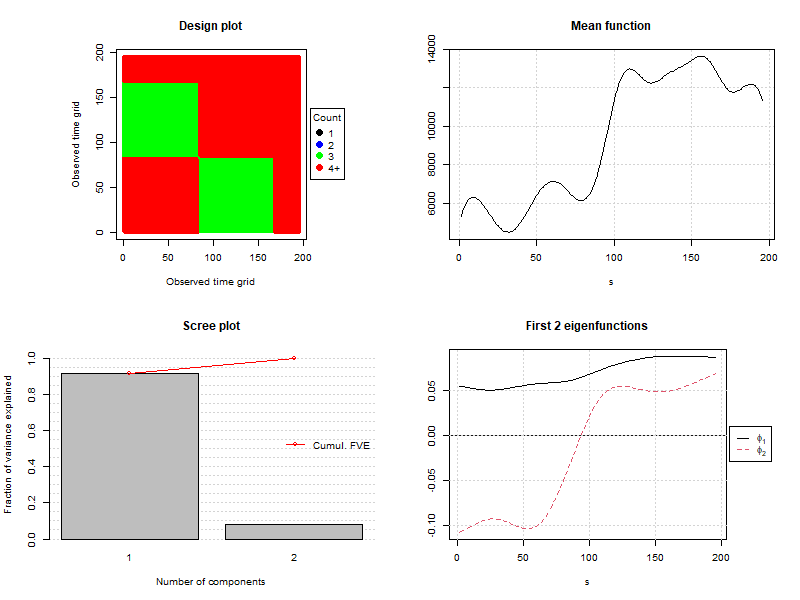 Design plot
Observed time grid
200
150
100
50
0
0 50 100 150 200
Observed time grid
Count
1
2
3
4+
Mean function
14000
10000
8000
6000
0 50 100 150 200
s
Scree plot
Fraction of variance explained
1.0
0.8
0.6
0.4
0.2
0.0
Cumul. FVE
1 2
Number of components
First 2 eigenfunctions
0.05
0.00
-0.05
-0.10
0 50 100 150 200
s
ϕ1
ϕ2